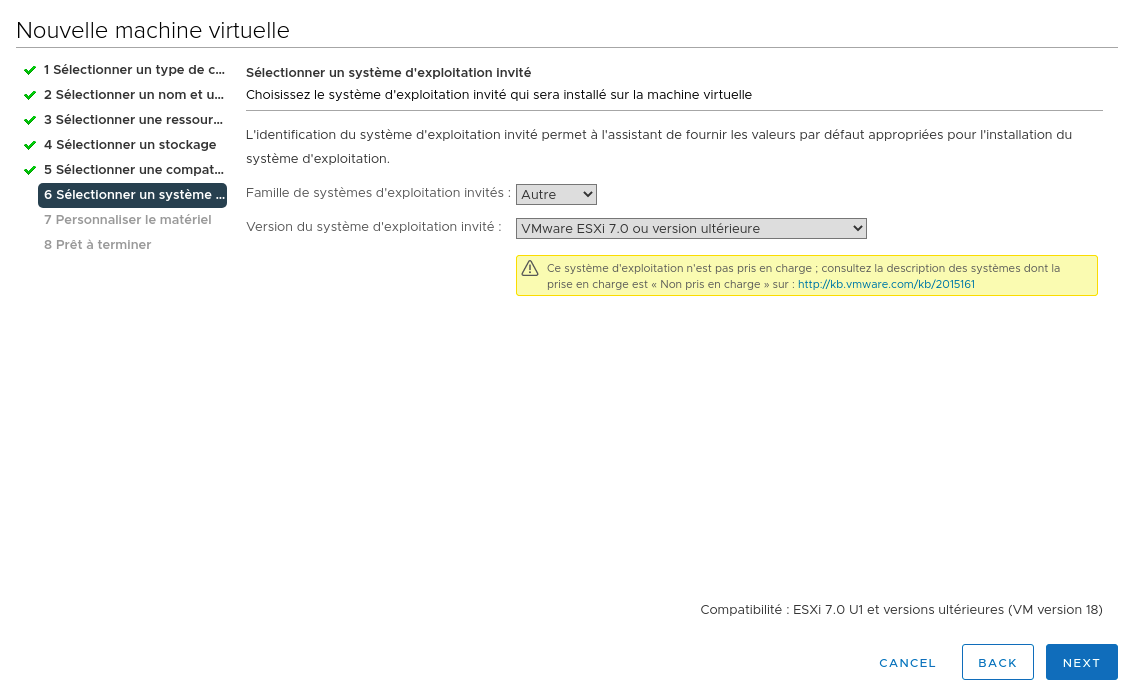 Nouvelle machine virtuelle
1 Sélectionner un type de c...
2 Sélectionner un nom et u...
3 Sélectionner une ressour...
4 Sélectionner un stockage
5 Sélectionner une compat...
6 Sélectionner un système ...
7 Personnaliser le matériel
8 Prêt à terminer
Sélectionner un système d'exploitation invité
Choisissez le système d'exploitation invité qui sera installé sur la machine virtuelle
L'identification du système d'exploitation invité permet à l'assistant de fournir les valeurs par défaut appropriées pour l'installation du
système d'exploitation.
Famille de systèmes d'exploitation invités : Autre
Version du système d'exploitation invité : VMware ESXi 7.0 ou version ultérieure
Ce système d'exploitation n'est pas pris en charge ; consultez la description des systèmes dont la
prise en charge est « Non pris en charge » sur : http://kb.vmware.com/kb/2015161
Compatibilité : ESXi 7.0 U1 et versions ultérieures (VM version 18)
CANCEL BACK NEXT